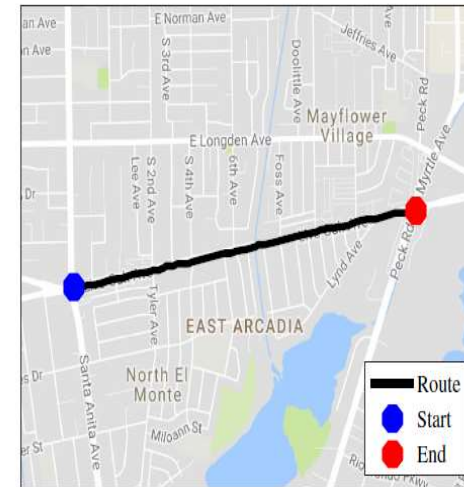 an Ave
E Norman Ave
S 3rd Ave
Doolittle Ave
Jeffries Ave
Mayflower
Village
Peck Rd
Myrtle Ave
E Longden Ave
Lee Ave
S 2nd Ave
S 4th Ave
6th Ave
Foss Ave
Peck Rd
Lynd Ave
Tyler Ave
EAST ARCADIA
Santa Anita Ave
North El
Monte
Miloann St
Route
Start
End